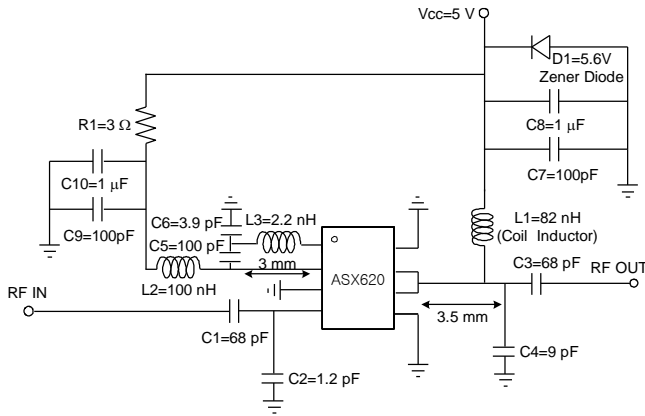 Vcc=5 V
D1=5.6V
Zener Diode
R1=3 Ω
C8=1 μF
C10=1 μF
C7=100pF
C6=3.9 pF
L3=2.2 nH
C9=100pF
C5=100 pF
L1=82 nH
(Coil Inductor)
3 mm
ASX620
C3=68 pF
RF OUT
L2=100 nH
RF IN
3.5 mm
C1=68 pF
C4=9 pF
C2=1.2 pF